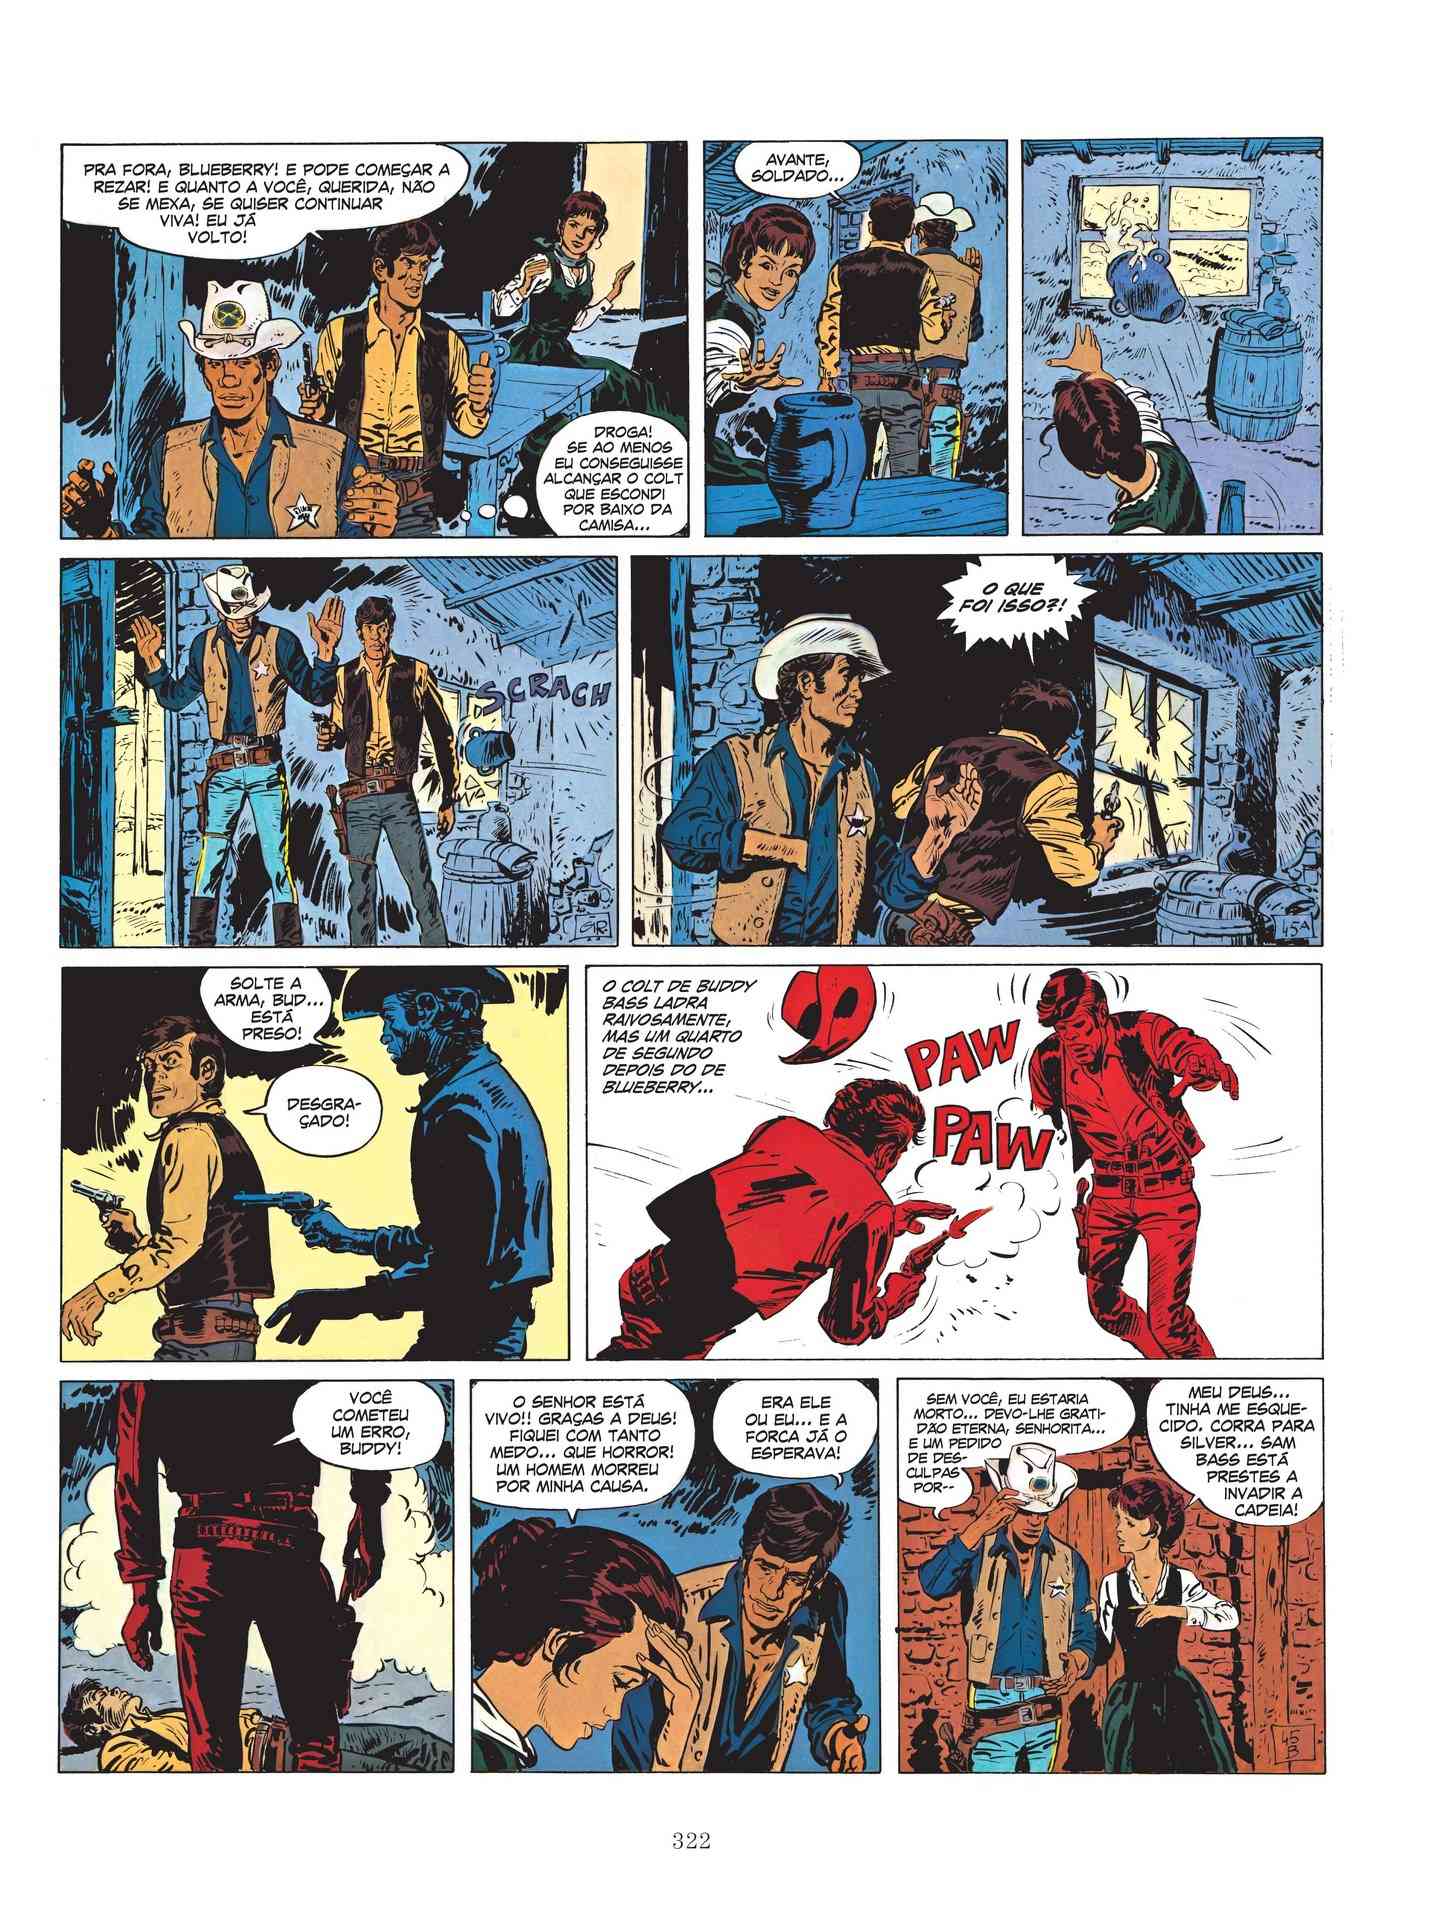 PRA FORA, BLUEBERRY! E PODE COMEÇAR A
REZAR! E QUANTO A VOCÊ, QUERIDA, NÃO
SE MEXA, SE QUISER CONTINUAR
VIVA! EU JÁ
VOLTO!
DROGA!
SE AO MENOS
EU CONSEGUISSE
ALCANÇAR O COLT
QUE ESCONDI
POR BAIXO DA
CAMISA...
AVANTE,
SOLDADO...
SCRACH
GIR.
O QUE
FOI ISSO?!
45A
SOLTE A
ARMA, BUD...
ESTÁ
PRESO!
DESGRA-
ÇADO!
O COLT DE BUDDY
BASS LADRA
RAIVOSAMENTE,
MAS UM QUARTO
DE SEGUNDO
DEPOIS DO DE
BLUEBERRY...
PAW
PAW
VOCÊ
COMETEU
UM ERRO,
BUDDY!
O SENHOR ESTÁ
VIVO!! GRAÇAS A DEUS!
FIQUEI COM TANTO
MEDO... QUE HORROR!
UM HOMEM MORREU
POR MINHA CAUSA.
ERA ELE
OU EU... E A
FORCA JÁ O
ESPERAVA!
SEM VOCÊ, EU ESTARIA
MORTO... DEVO-LHE GRATI-
DÃO ETERNA, SENHORITA...
E UM PEDIDO
DE DES-
CULPAS
POR--
MEU DEUS...
TINHA ME ESQUE-
CIDO. CORRA PARA
SILVER... SAM
BASS ESTÁ
PRESTES A
INVADIR A
CADEIA!
45
B
322